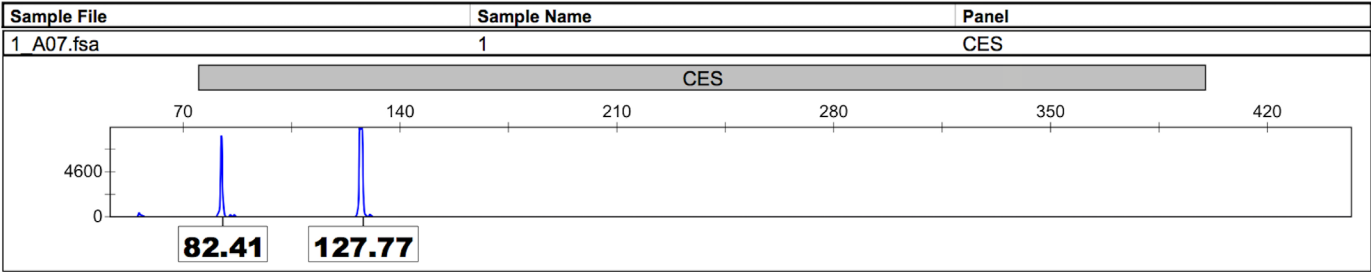 Sample File Sample Name Panel
1_A07.fsa 1 CES
CES
70 140 210 280 350 420
4600
0
82.41 127.77